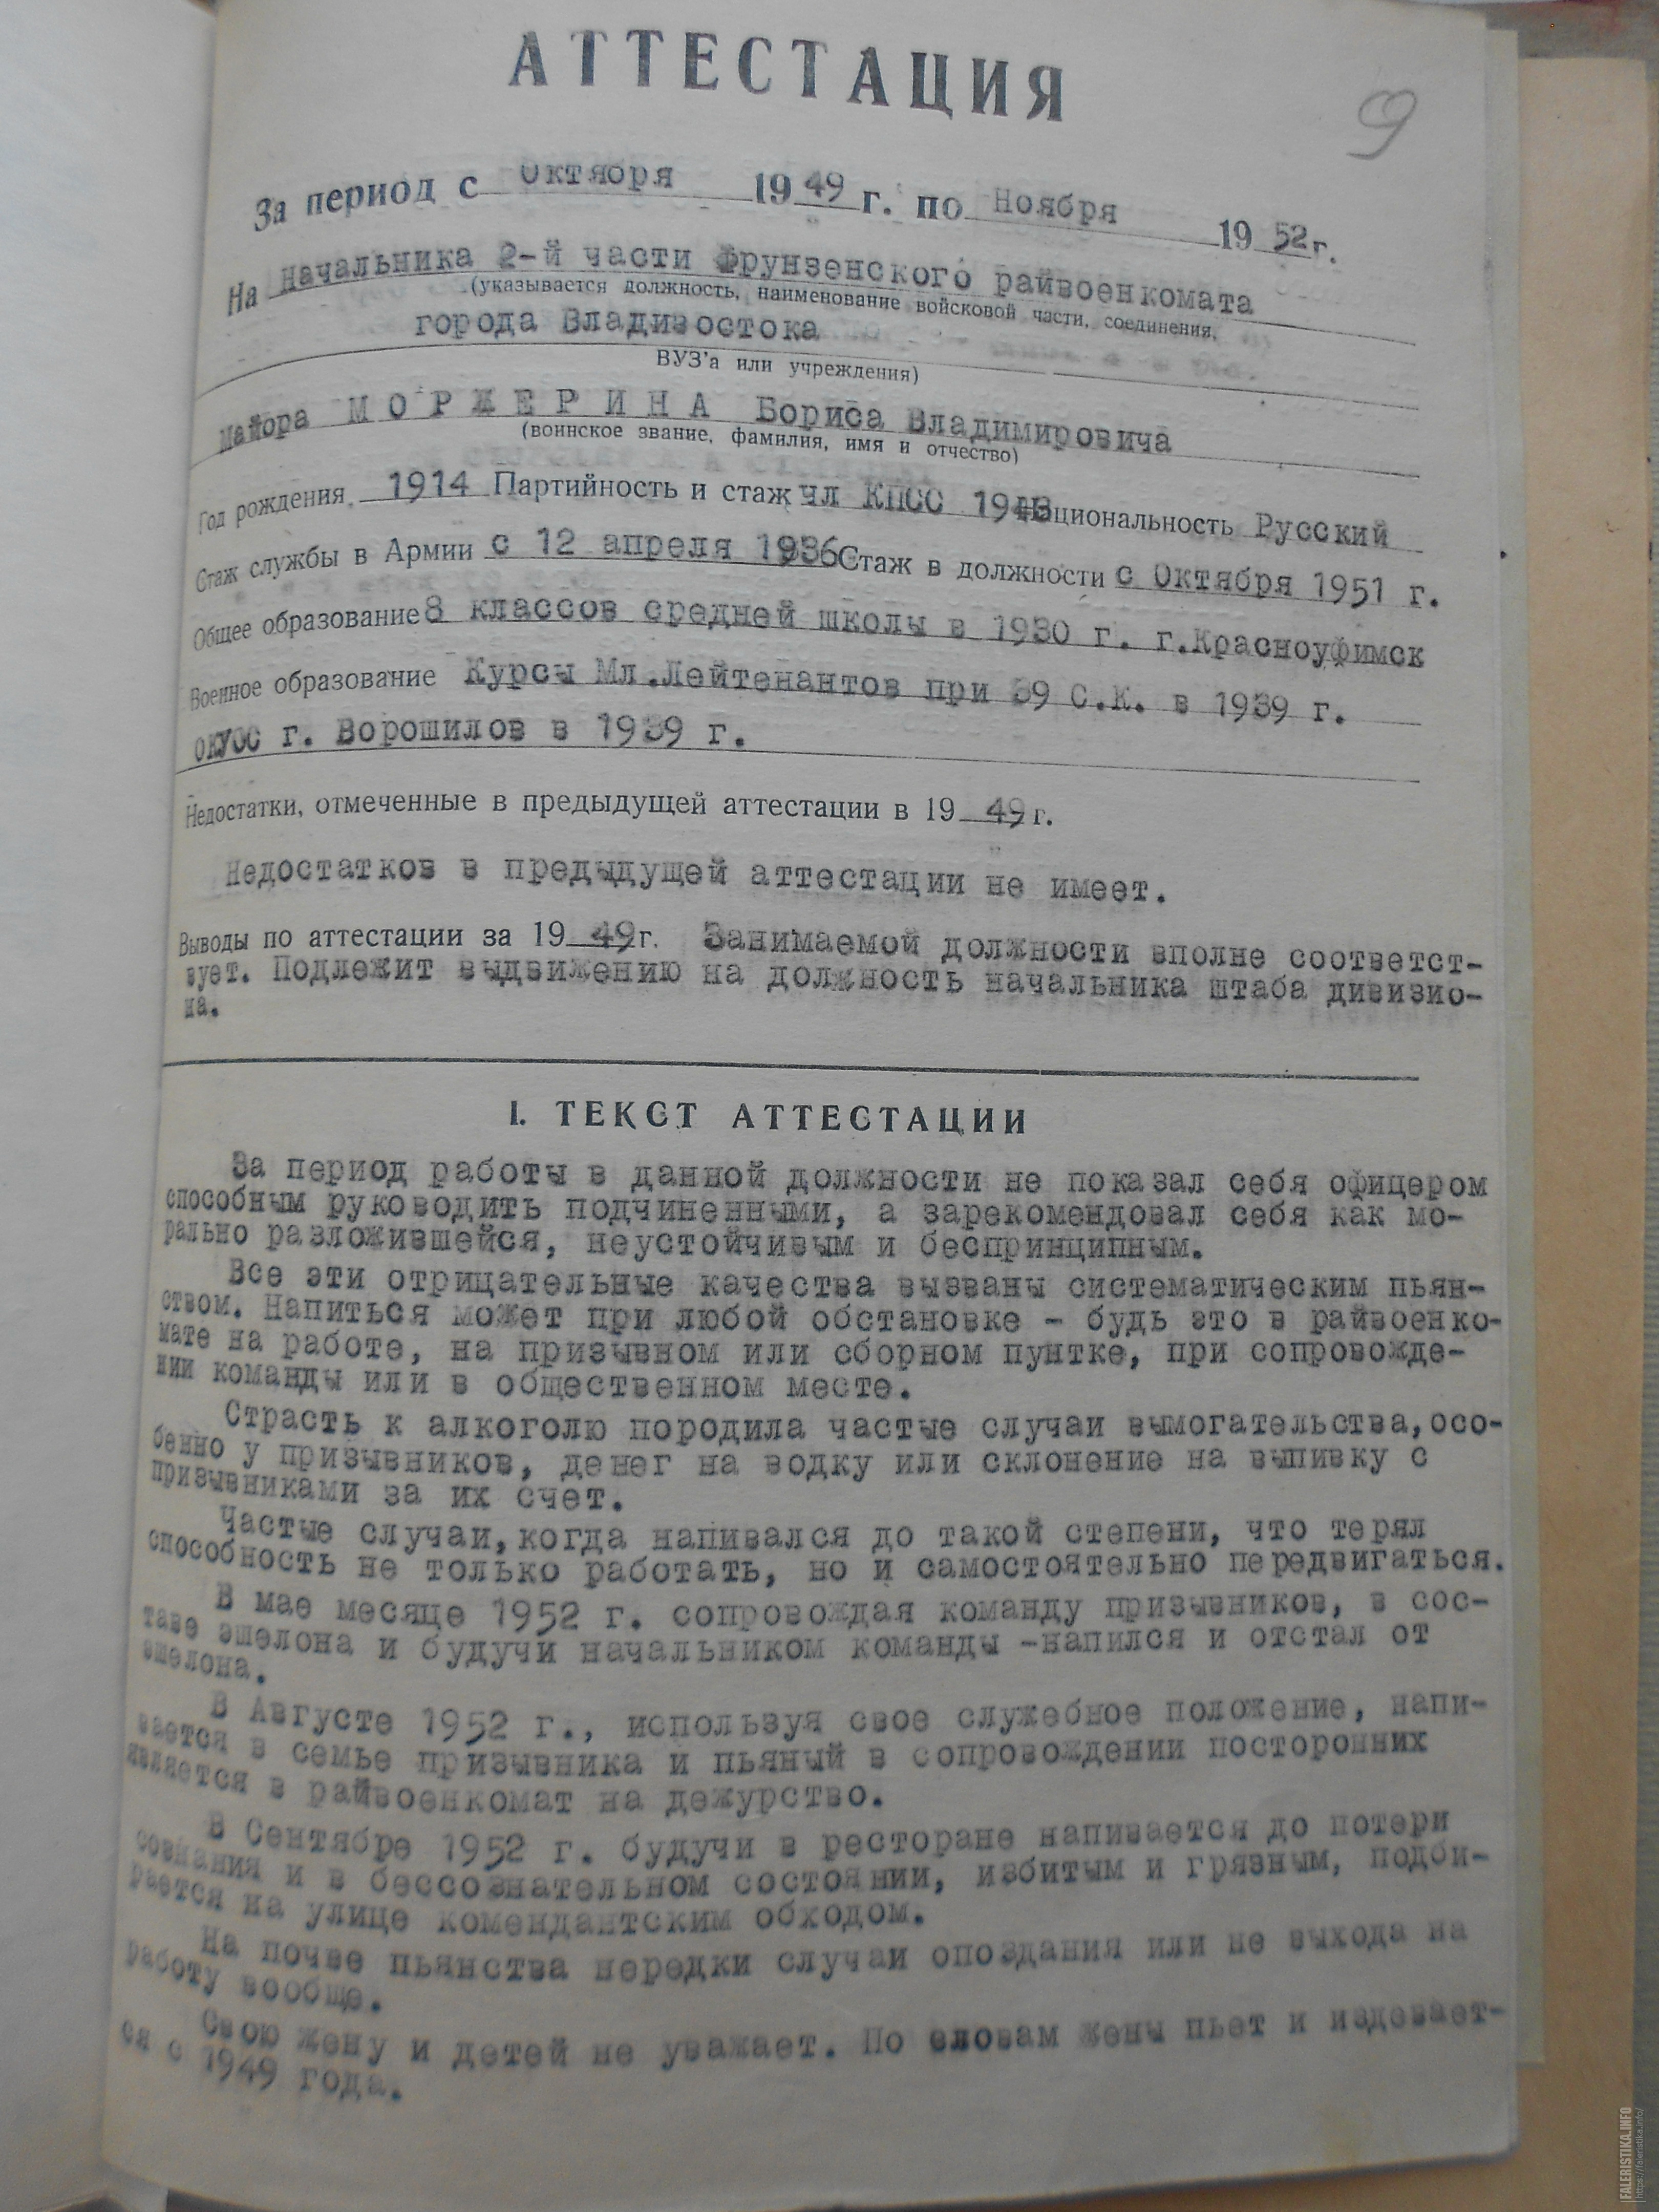 АТТЕСТАЦИЯ
9
За период с Октября 1949 г. по Ноября 1952г.
На начальника 2-й части Фрунзенского райвоенкомата
(указывается должность, наименование войсковой части, соединения,
города Владивостока
ВУЗ'а или учреждения)
майора МОРЖЕРИНА Бориса Владимировича
(воинское звание, фамилия, имя и отчество)
Год рождения 1914 Партийность и стаж чл КПСС Национальность Русский
Стаж службы в Армии с 12 апреля 1936 Стаж в должности с Октября 1951 г.
Общее образование 8 классов средней школы в 1930 г. г.Красноуфимск
Военное образование Курсы Мл.Лейтенантов при 39 С.К. в 1939 г.
ОКУОС г. Ворошилов в 1939 г.
Недостатки, отмеченные в предыдущей аттестации в 1949 г.
Недостатков в предыдущей аттестации не имеет.
Выводы по аттестации за 1949г. Занимаемой должности вполне соответст-
вует. Подлежит выдвижению на должность начальника штаба дивизио-
на.
I. ТЕКСТ АТТЕСТАЦИИ
За период работы в данной должности не показал себя офицером
способным руководить подчиненными, а зарекомендовал себя как мо-
рально разложившейся, неустойчивым и беспринципным.
Все эти отрицательные качества вызваны систематическим пьян-
ством. Напиться может при любой обстановке - будь это в райвоенко-
мате на работе, на призывном или сборном пунтке, при сопровожде-
нии команды или в общественном месте.
Страсть к алкоголю породила частые случаи вымогательства,осо-
бенно у призывников, денег на водку или склонение на выпивку с
призывниками за их счет.
Частые случаи,когда напивался до такой степени, что терял
способность не только работать, но и самостоятельно передвигаться.
В мае месяце 1952 г. сопровождая команду призывников, в сос-
таве эшелона и будучи начальником команды -напился и отстал от
эшелона.
В Августе 1952 г., используя свое служебное положение, напи-
вается в семье призывника и пьяный в сопровождении посторонних
является в райвоенкомат на дежурство.
В Сентябре 1952 г. будучи в ресторане напивается до потери
сознания и в бессознательном состоянии, избитым и грязным, подби-
рается на улице комендантским обходом.
На почве пьянства нередки случаи опоздания или не выхода на
работу вообще.
Свою жену и детей не уважает. По словам жены пьет и издевает-
ся с 1949 года.
FALERISTIKA.INFO
https://faleristika.info/